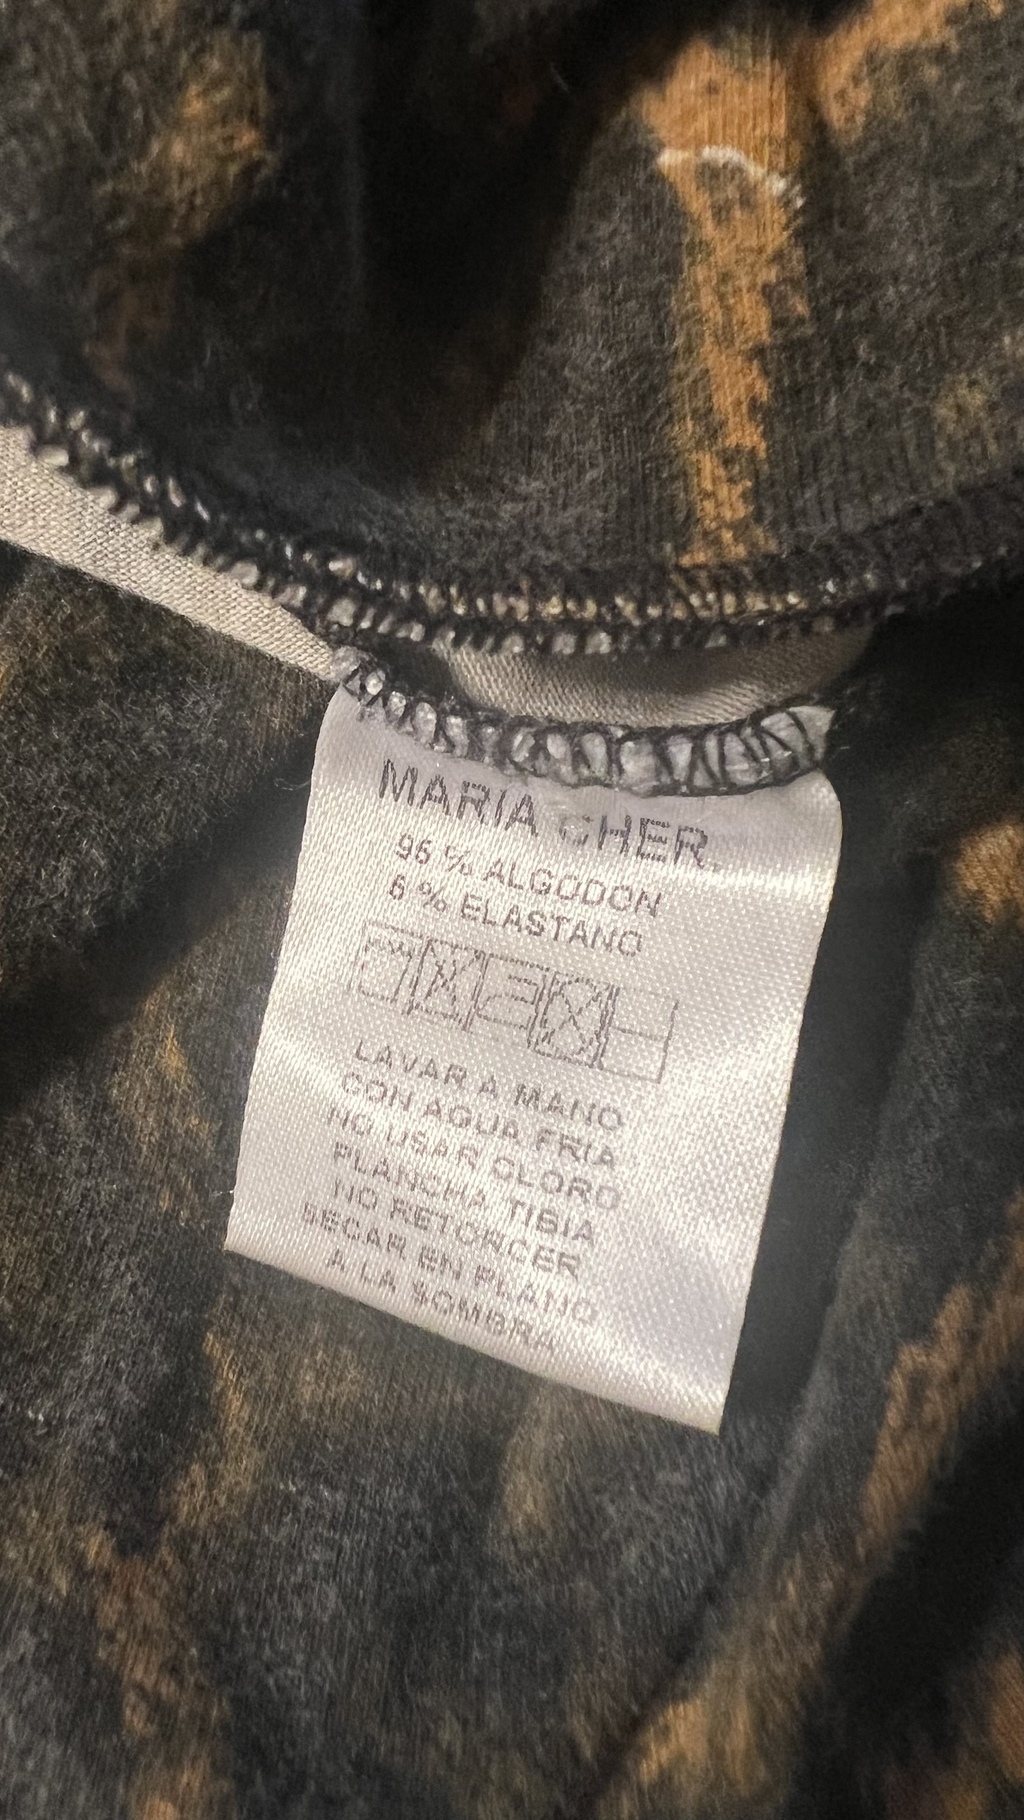 MARIA CHER.
95 % ALGODON
5 % ELASTANO
LAVAR A MANO
CON AGUA FRIA
NO USAR CLORO
PLANCHA TIBIA
NO RETORCER
SECAR EN PLANO
A LA SOMBRA